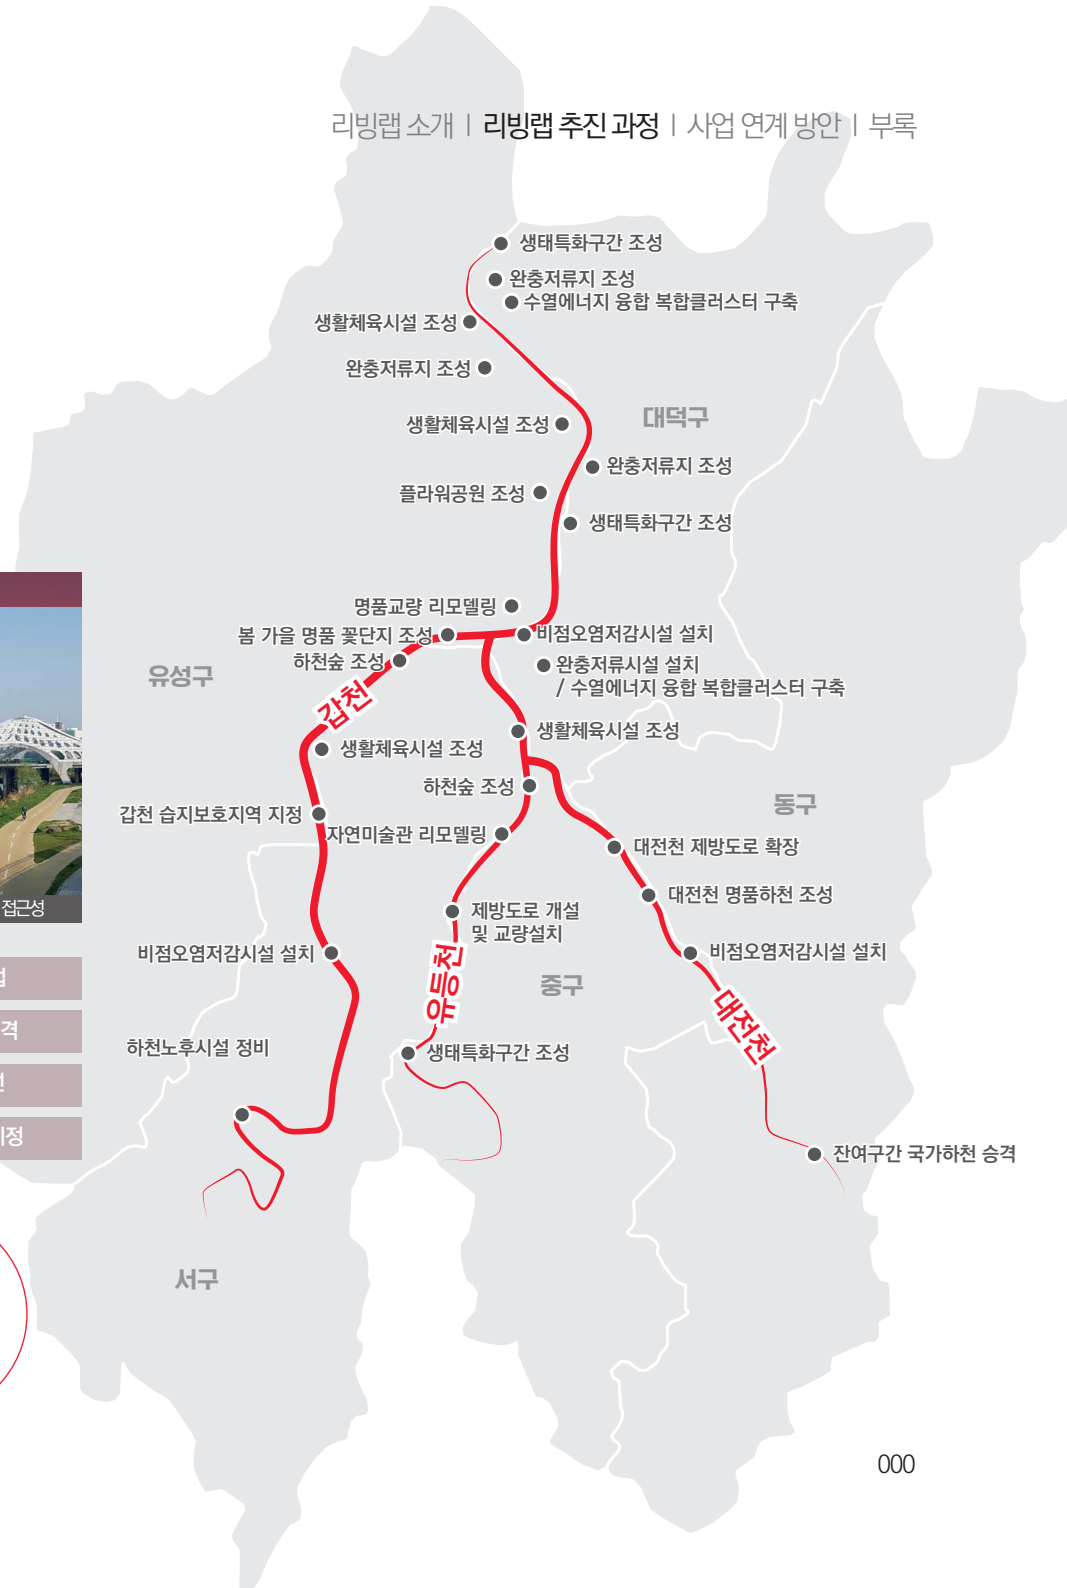 리빙랩 소개 | 리빙랩 추진 과정 | 사업 연계 방안 | 부록
생태특화구간 조성
완충저류지 조성
수열에너지 융합 복합클러스터 구축
생활체육시설 조성
완충저류지 조성
대덕구
생활체육시설 조성
완충저류지 조성
플라워공원 조성
생태특화구간 조성
명품교량 리모델링
봄 가을 명품 꽃단지 조성
비점오염저감시설 설치
하천숲 조성
완충저류시설 설치
/ 수열에너지 융합 복합클러스터 구축
유성구
갑천
생활체육시설 조성
생활체육시설 조성
하천숲 조성
동구
갑천 습지보호지역 지정
자연미술관 리모델링
대전천 제방도로 확장
대전천 명품하천 조성
접근성
제방도로 개설
및 교량설치
비점오염저감시설 설치
비점오염저감시설 설치
유등천
중구
대전천
격
하천노후시설 정비
생태특화구간 조성
정
잔여구간 국가하천 승격
서구
000